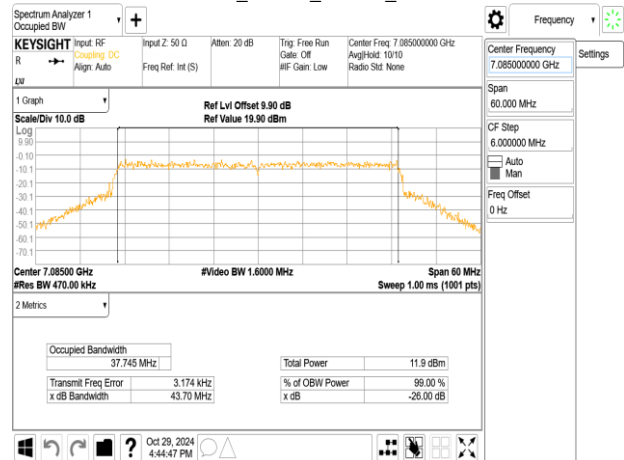 Spectrum Analyzer 1
Occupied BW
Frequency
KEYSIGHT
R
LXI
Input: RF
Coupling: DC
Align: Auto
Input Z: 50 Ω
Freq Ref: Int (S)
Atten: 20 dB
Trig: Free Run
Gate: Off
#IF Gain: Low
Center Freq: 7.085000000 GHz
Avg|Hold: 10/10
Radio Std: None
Center Frequency
7.085000000 GHz
Settings
Span
60.000 MHz
CF Step
6.000000 MHz
Auto
Man
Freq Offset
0 Hz
1 Graph
Scale/Div 10.0 dB
Ref Lvl Offset 9.90 dB
Ref Value 19.90 dBm
Log
9.90
-0.10
-10.1
-20.1
-30.1
-40.1
-50.1
-60.1
-70.1
Center 7.08500 GHz
#Res BW 470.00 kHz
#Video BW 1.6000 MHz
Span 60 MHz
Sweep 1.00 ms (1001 pts)
2 Metrics
Occupied Bandwidth
37.745 MHz
Transmit Freq Error 3.174 kHz
x dB Bandwidth 43.70 MHz
Total Power 11.9 dBm
% of OBW Power 99.00 %
x dB -26.00 dB
?
Oct 29, 2024
4:44:47 PM